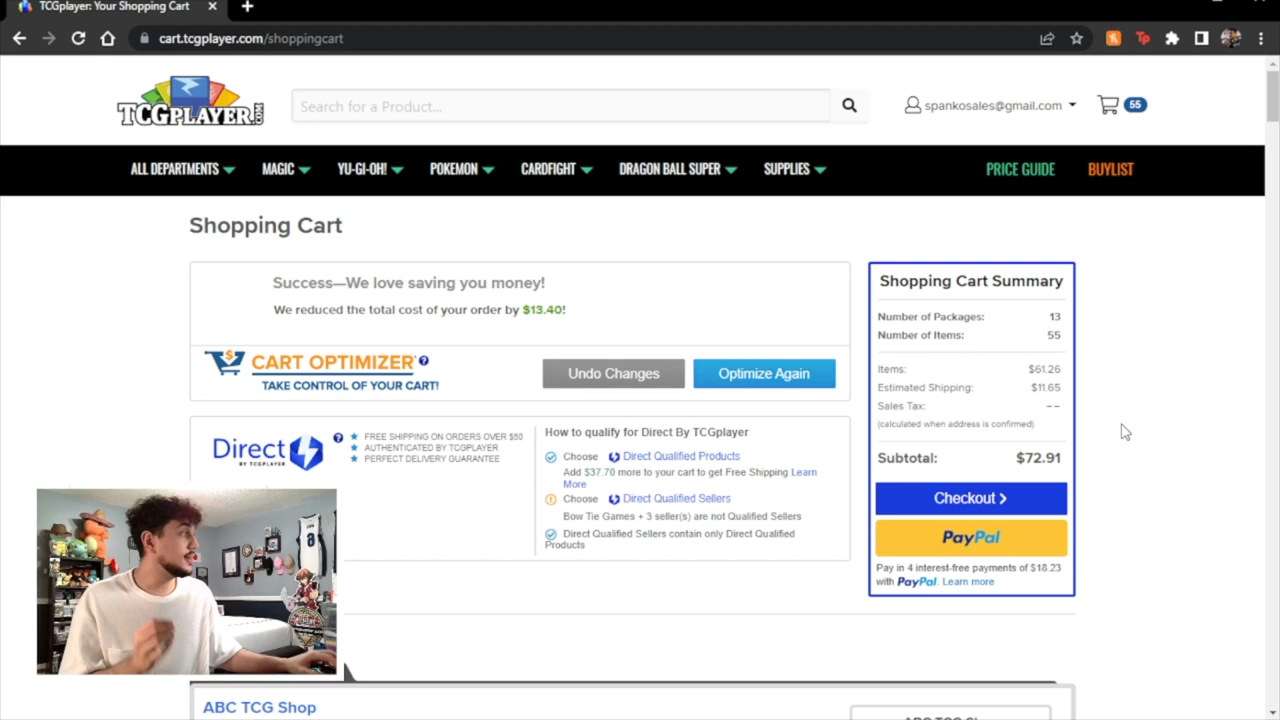 TCGplayer: Your Shopping Cart
cart.tcgplayer.com/shoppingcart
TCGPLAYER.COM
Search for a Product...
spankosales@gmail.com
55
ALL DEPARTMENTS MAGIC YU-GI-OH! POKEMON CARDFIGHT DRAGON BALL SUPER SUPPLIES PRICE GUIDE BUYLIST
Shopping Cart
Success—We love saving you money!
We reduced the total cost of your order by $13.40!
CART OPTIMIZER ?
TAKE CONTROL OF YOUR CART!
Undo Changes
Optimize Again
Direct ?
BY TCGPLAYER
FREE SHIPPING ON ORDERS OVER $50
AUTHENTICATED BY TCGPLAYER
PERFECT DELIVERY GUARANTEE
How to qualify for Direct By TCGplayer
Choose Direct Qualified Products
Add $37.70 more to your cart to get Free Shipping Learn
More
Choose Direct Qualified Sellers
Bow Tie Games + 3 seller(s) are not Qualified Sellers
Direct Qualified Sellers contain only Direct Qualified
Products
Shopping Cart Summary
Number of Packages: 13
Number of Items: 55
Items: $61.26
Estimated Shipping: $11.65
Sales Tax: --
(calculated when address is confirmed)
Subtotal: $72.91
Checkout
PayPal
Pay in 4 interest-free payments of $18.23
with PayPal. Learn more
8
ABC TCG Shop